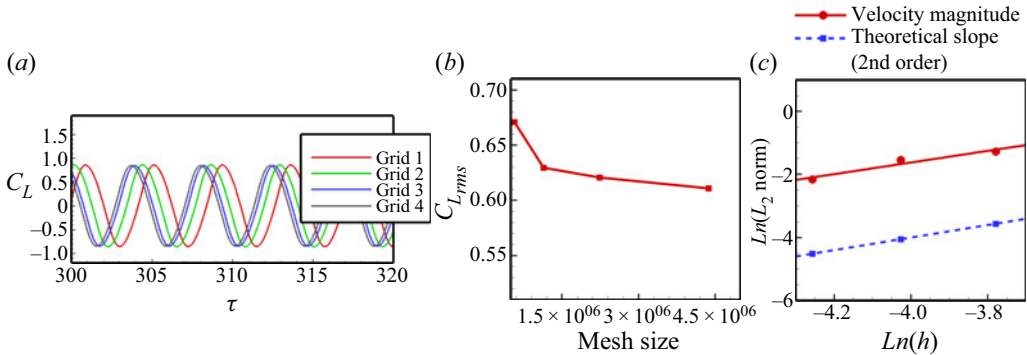 Velocity magnitude
Theoretical slope
(2nd order)
(a)
1.5
1.0
0.5
0
−0.5
−1.0
C_L
300 305 310 315 320
τ
Grid 1
Grid 2
Grid 3
Grid 4
(b)
0.70
0.65
0.60
0.55
C_Lrms
1.5 × 10^06 3 × 10^06 4.5 × 10^06
Mesh size
(c)
0
−2
−4
−6
Ln(L_2 norm)
−4.2 −4.0 −3.8
Ln(h)